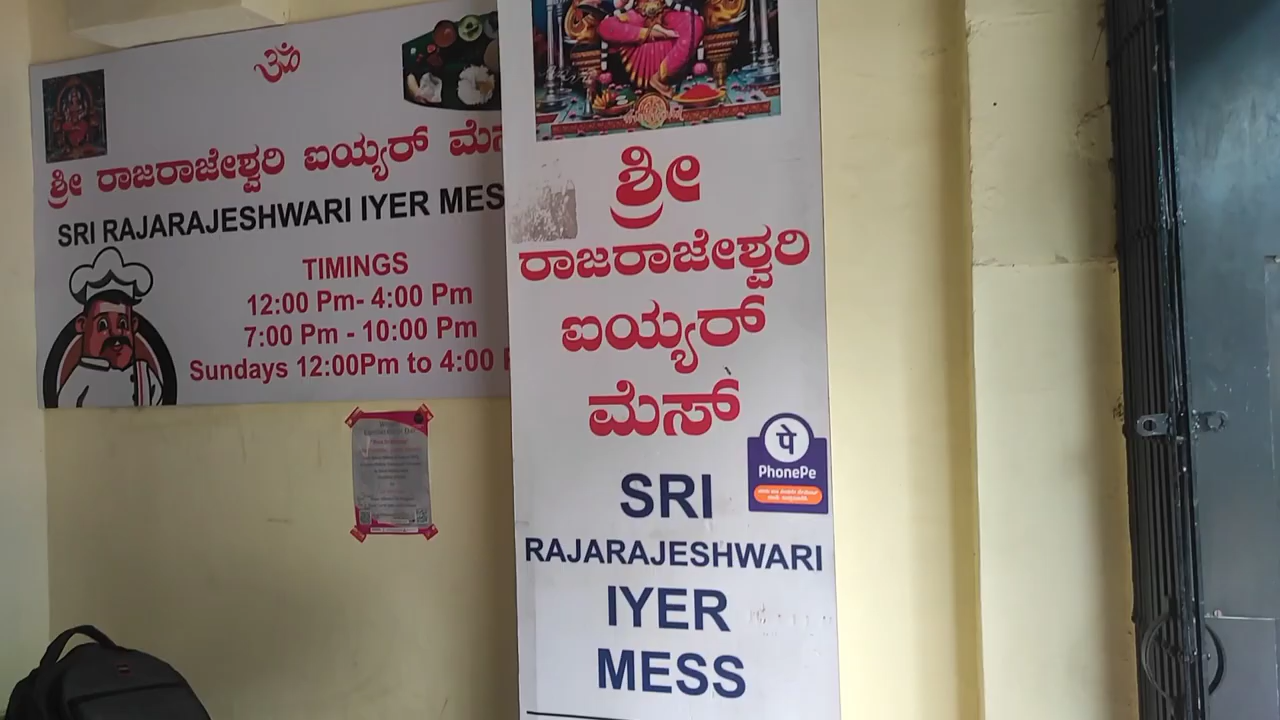 ॐ
ಶ್ರೀ ರಾಜರಾಜೇಶ್ವರಿ ಐಯ್ಯರ್
SRI RAJARAJESHWARI IYER MES
TIMINGS
12:00 Pm- 4:00 Pm
7:00 Pm - 10:00 Pm
Sundays 12:00Pm to 4:00
ಶ್ರೀ
ರಾಜರಾಜೇಶ್ವರಿ
ಐಯ್ಯರ್
ಮೆಸ್
पे
PhonePe
SRI
RAJARAJESHWARI
IYER
MESS